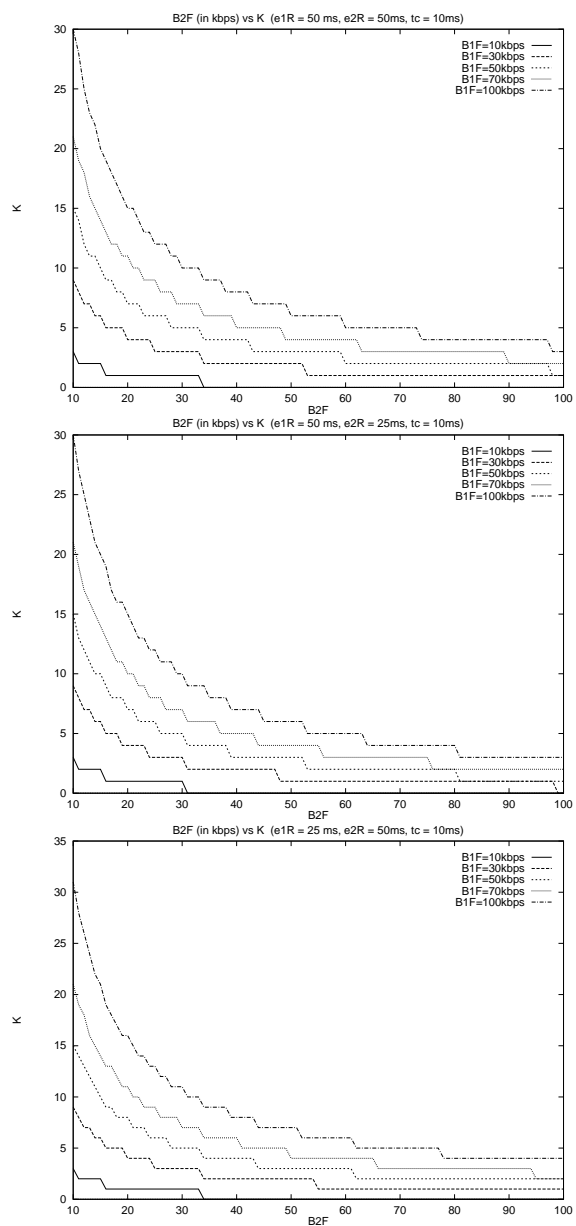 B2F (in kbps) vs K (e1R = 50 ms, e2R = 50ms, tc = 10ms)
30
25
20
15
10
5
0
K
B1F=10kbps
B1F=30kbps
B1F=50kbps
B1F=70kbps
B1F=100kbps
10 20 30 40 50 60 70 80 90 100
B2F
B2F (in kbps) vs K (e1R = 50 ms, e2R = 25ms, tc = 10ms)
30
25
20
15
10
5
0
K
B1F=10kbps
B1F=30kbps
B1F=50kbps
B1F=70kbps
B1F=100kbps
10 20 30 40 50 60 70 80 90 100
B2F
B2F (in kbps) vs K (e1R = 25 ms, e2R = 50ms, tc = 10ms)
35
30
25
20
15
10
5
0
K
B1F=10kbps
B1F=30kbps
B1F=50kbps
B1F=70kbps
B1F=100kbps
10 20 30 40 50 60 70 80 90 100
B2F